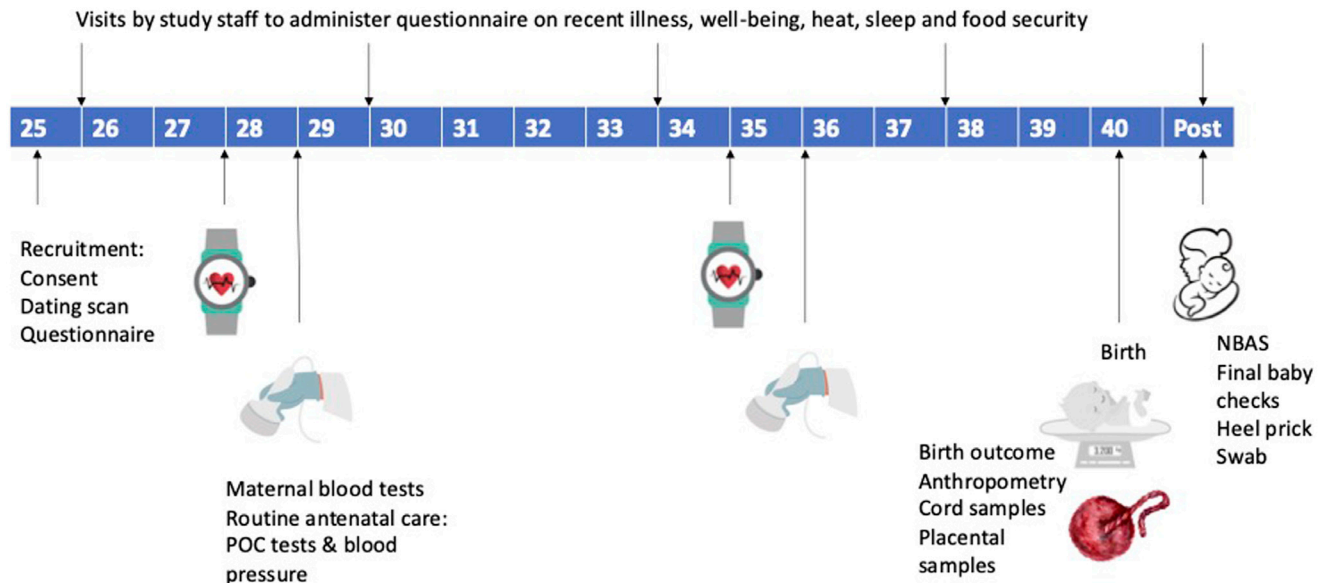 Visits by study staff to administer questionnaire on recent illness, well-being, heat, sleep and food security
25 26 27 28 29 30 31 32 33 34 35 36 37 38 39 40 Post
Recruitment:
Consent
Dating scan
Questionnaire
Maternal blood tests
Routine antenatal care:
POC tests & blood
pressure
Birth
Birth outcome
Anthropometry
Cord samples
Placental
samples
NBAS
Final baby
checks
Heel prick
Swab